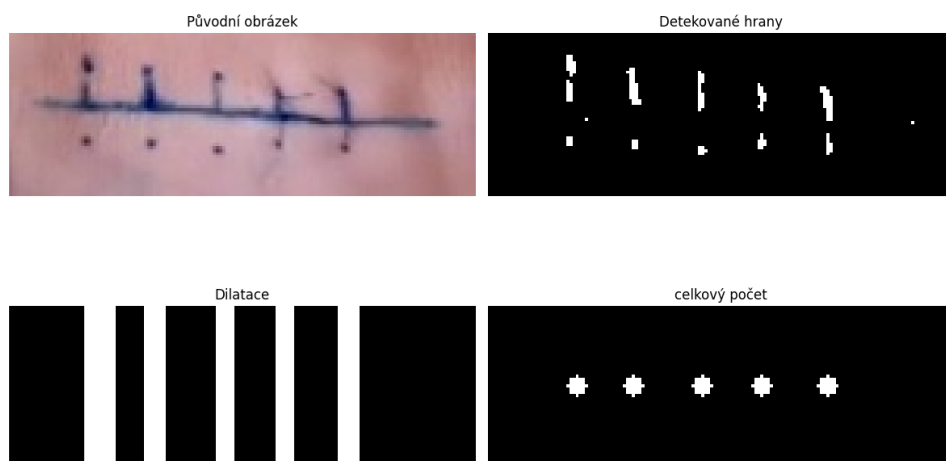 Původní obrázek
Detekované hrany
Dilatace
celkový počet